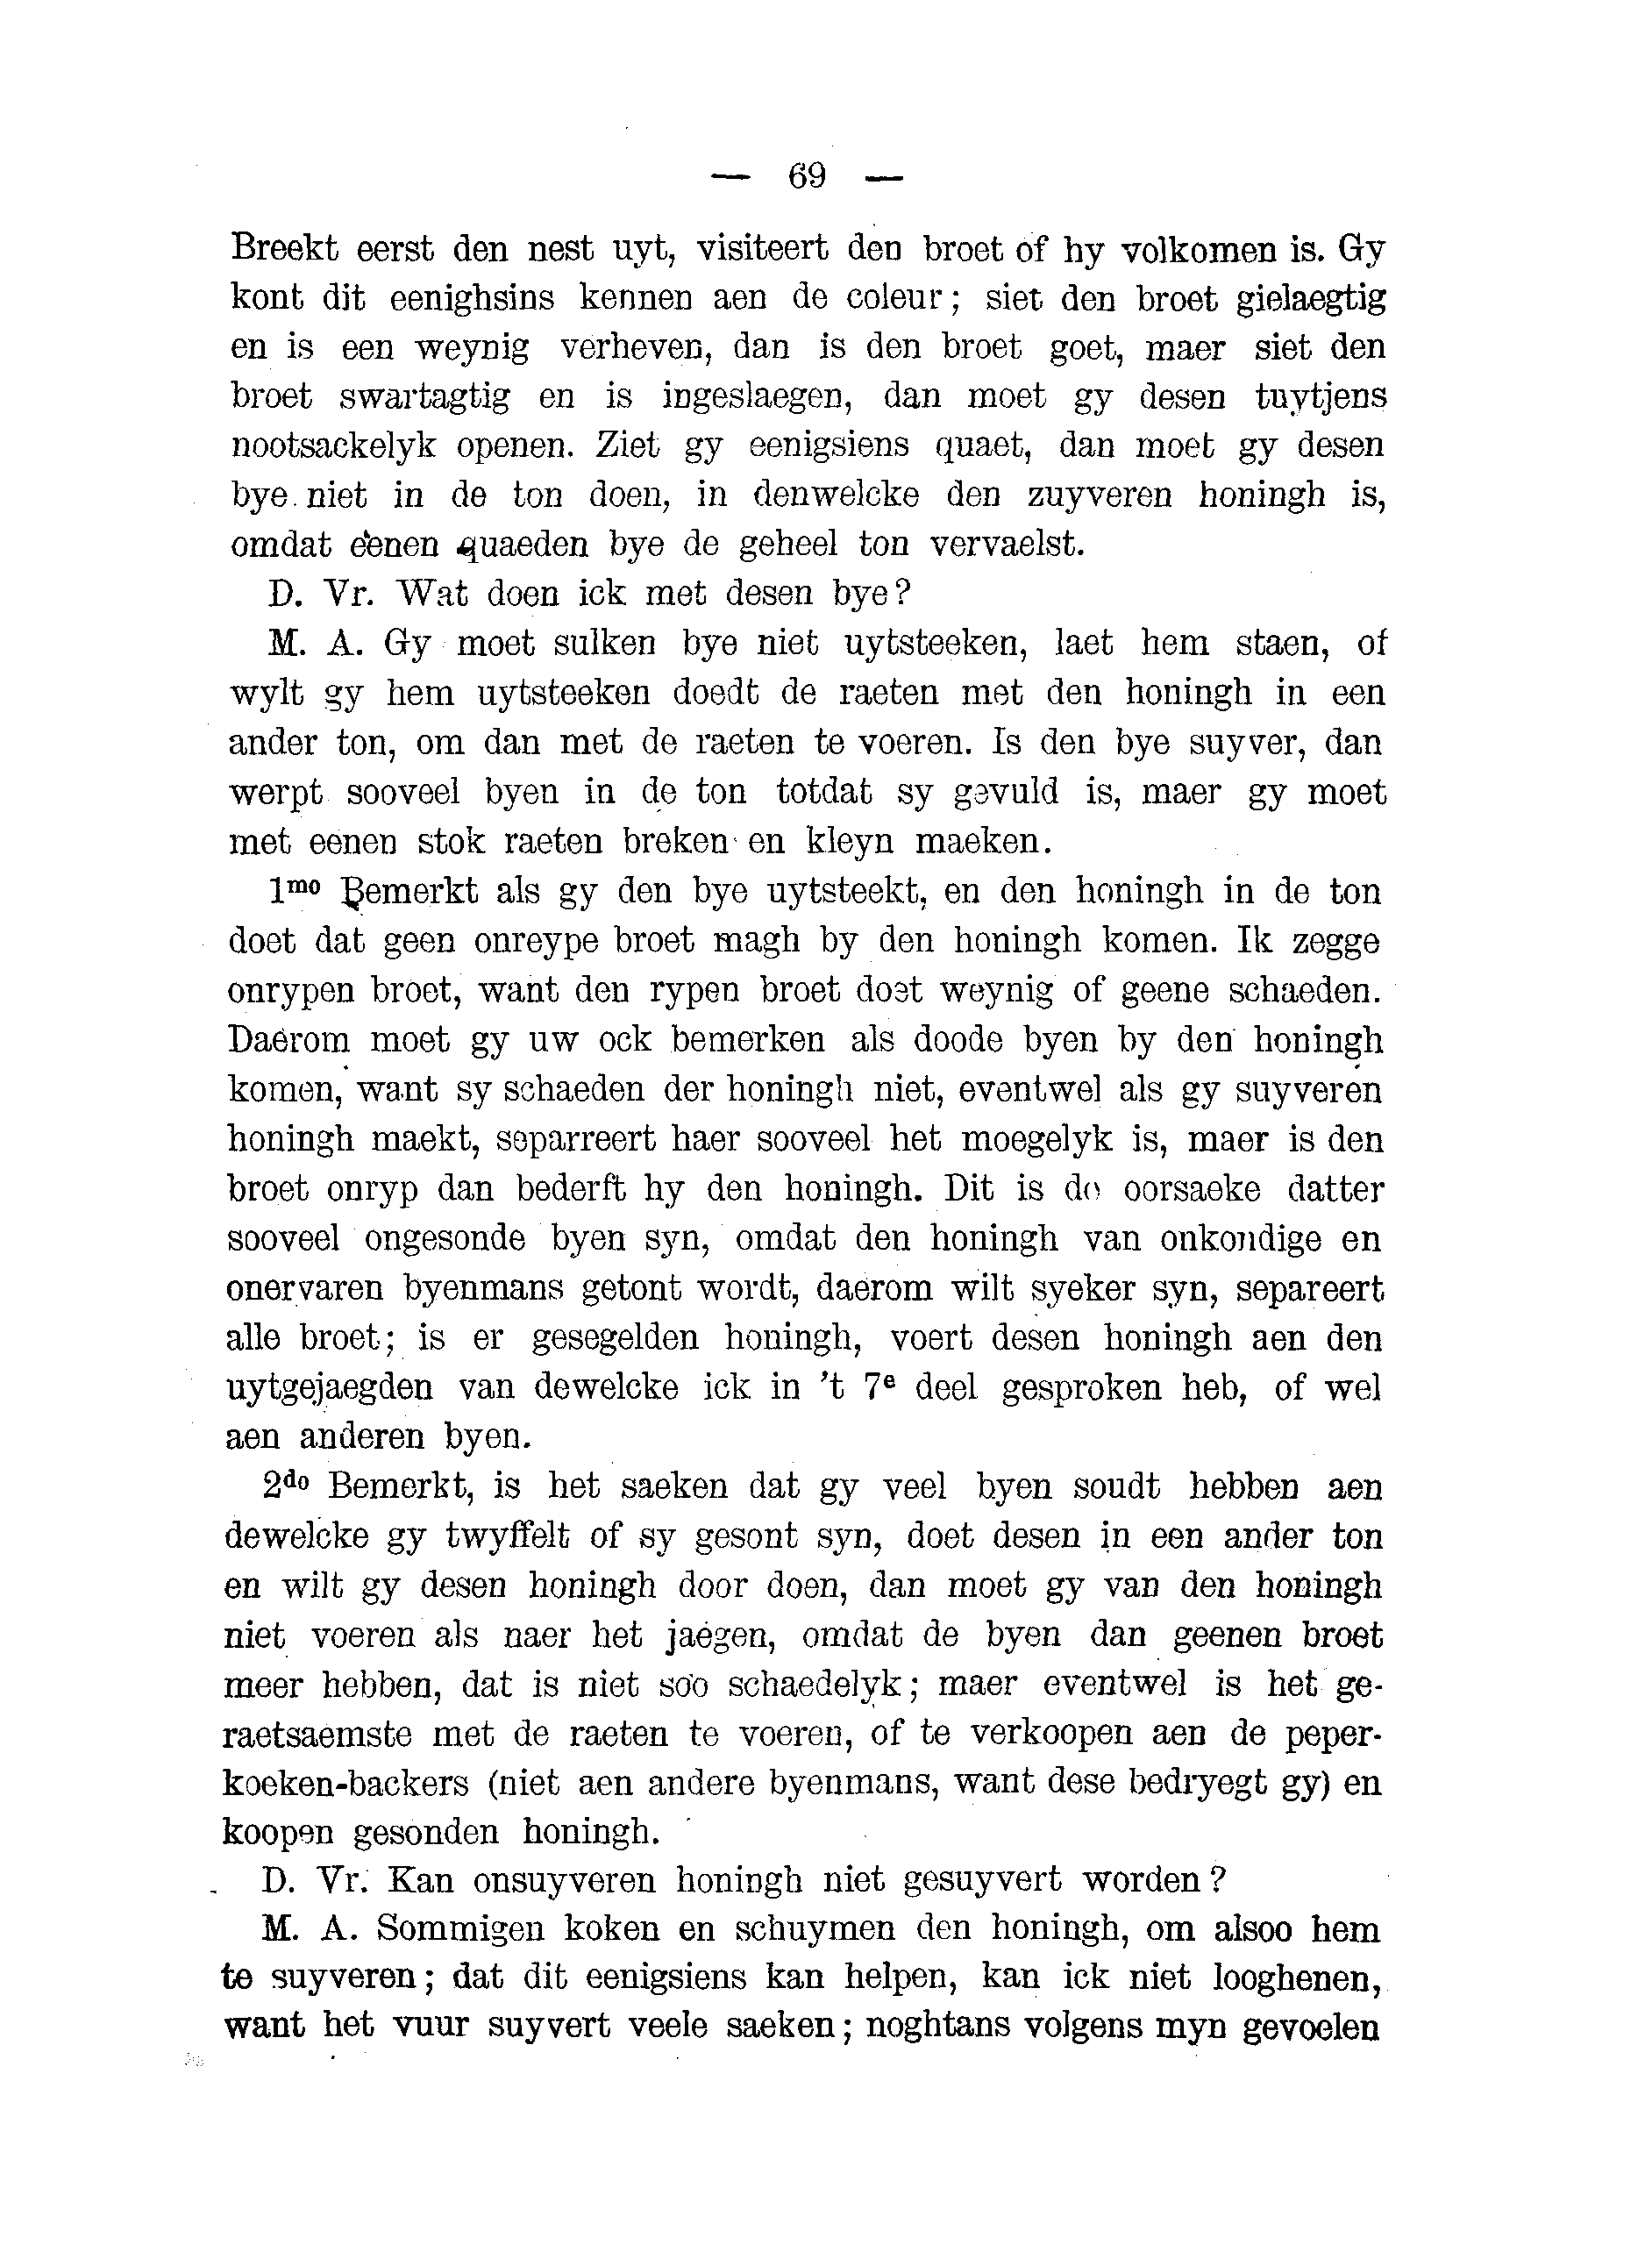 — 69 —
Breekt eerst den nest uyt, visiteert den broet of hy volkomen is. Gy
kont dit eenighsins kennen aen de coleur; siet den broet gielaegtig
en is een weynig verheven, dan is den broet goet, maer siet den
broet swartagtig en is ingeslaegen, dan moet gy desen tuytjens
nootsackelyk openen. Ziet gy eenigsiens quaet, dan moet gy desen
bye niet in de ton doen, in denwelcke den zuyveren honingh is,
omdat eenen quaeden bye de geheel ton vervaelst.
D. Vr. Wat doen ick met desen bye?
M. A. Gy moet sulken bye niet uytsteeken, laet hem staen, of
wylt gy hem uytsteeken doedt de raeten met den honingh in een
ander ton, om dan met de raeten te voeren. Is den bye suyver, dan
werpt sooveel byen in de ton totdat sy gevuld is, maer gy moet
met eenen stok raeten breken en kleyn maeken.
1mo Bemerkt als gy den bye uytsteekt, en den honingh in de ton
doet dat geen onreype broet magh by den honingh komen. Ik zegge
onrypen broet, want den rypen broet doet weynig of geene schaeden.
Daerom moet gy uw ock bemerken als doode byen by den honingh
komen, want sy schaeden der honingh niet, eventwel als gy suyveren
honingh maekt, separreert haer sooveel het moegelyk is, maer is den
broet onryp dan bederft hy den honingh. Dit is de oorsaeke datter
sooveel ongesonde byen syn, omdat den honingh van onkondige en
onervaren byenmans getont wordt, daerom wilt syeker syn, separeert
alle broet; is er gesegelden honingh, voert desen honingh aen den
uytgejaegden van dewelcke ick in 't 7e deel gesproken heb, of wel
aen anderen byen.
2do Bemerkt, is het saeken dat gy veel byen soudt hebben aen
dewelcke gy twyffelt of sy gesont syn, doet desen in een ander ton
en wilt gy desen honingh door doen, dan moet gy van den honingh
niet voeren als naer het jaegen, omdat de byen dan geenen broet
meer hebben, dat is niet soo schaedelyk; maer eventwel is het ge-
raetsaemste met de raeten te voeren, of te verkoopen aen de peper-
koeken-backers (niet aen andere byenmans, want dese bedryegt gy) en
koopen gesonden honingh.
D. Vr. Kan onsuyveren honingh niet gesuyvert worden?
M. A. Sommigen koken en schuymen den honingh, om alsoo hem
te suyveren; dat dit eenigsiens kan helpen, kan ick niet looghenen,
want het vuur suyvert veele saeken; noghtans volgens myn gevoelen